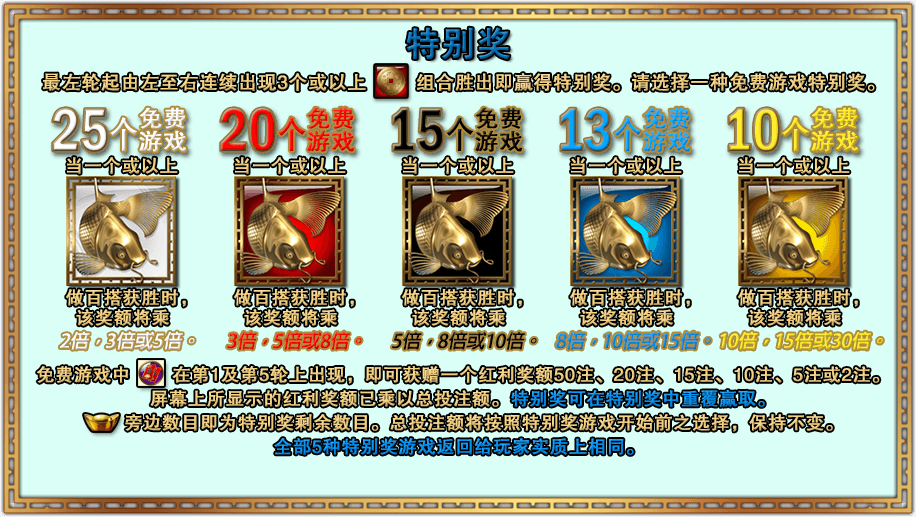 特别奖
最左轮起由左至右连续出现3个或以上 组合胜出即赢得特别奖。请选择一种免费游戏特别奖。
25个免费游戏 20个免费游戏 15个免费游戏 13个免费游戏 10个免费游戏
当一个或以上 当一个或以上 当一个或以上 当一个或以上 当一个或以上
做百搭获胜时, 做百搭获胜时, 做百搭获胜时, 做百搭获胜时, 做百搭获胜时,
该奖额将乘 该奖额将乘 该奖额将乘 该奖额将乘 该奖额将乘
2倍,3倍或5倍。 3倍,5倍或8倍。 5倍,8倍或10倍。 8倍,10倍或15倍。 10倍,15倍或30倍。
免费游戏中 在第1及第5轮上出现，即可获赠一个红利奖额50注、20注、15注、10注、5注或2注。
屏幕上所显示的红利奖额已乘以总投注额。特别奖可在特别奖中重覆赢取。
旁边数目即为特别奖剩余数目。总投注额将按照特别奖游戏开始前之选择，保持不变。
全部5种特别奖游戏返回给玩家实质上相同。